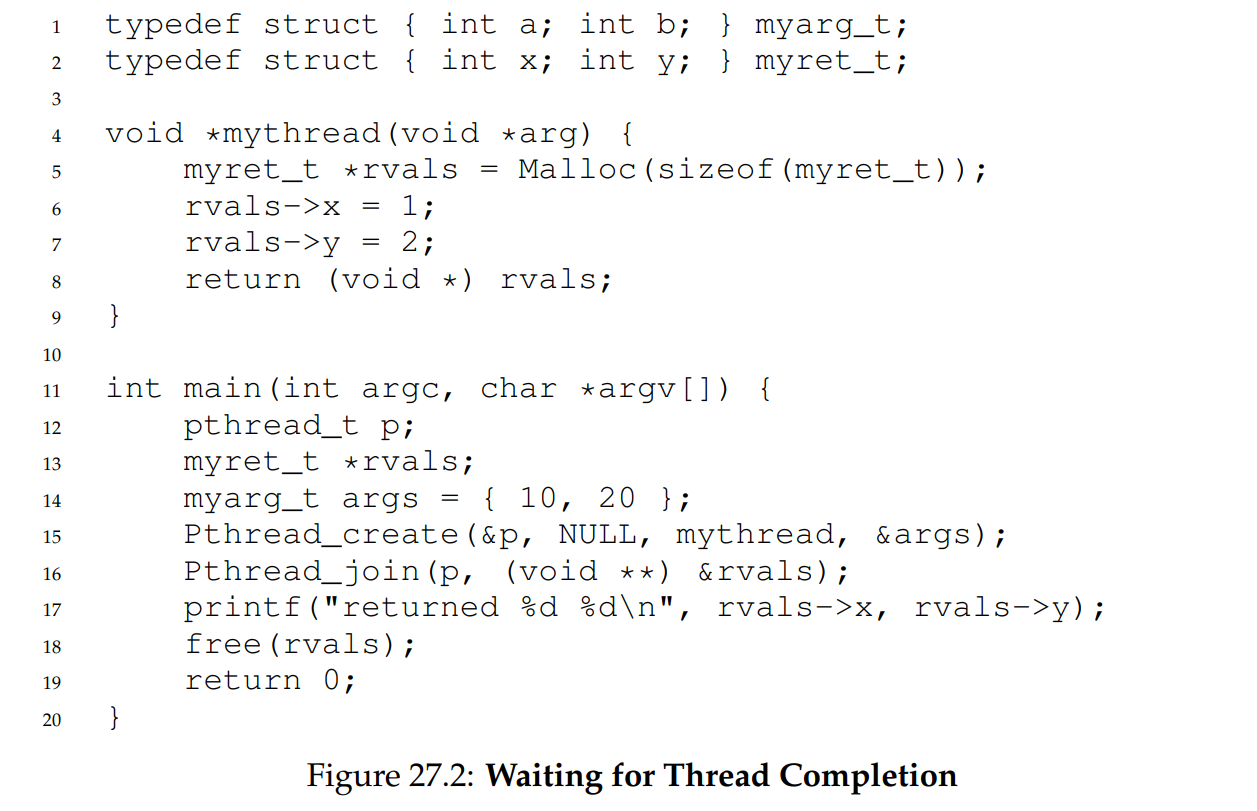 1 typedef struct { int a; int b; } myarg_t;
2 typedef struct { int x; int y; } myret_t;
3
4 void *mythread(void *arg) {
5     myret_t *rvals = Malloc(sizeof(myret_t));
6     rvals->x = 1;
7     rvals->y = 2;
8     return (void *) rvals;
9 }
10
11 int main(int argc, char *argv[]) {
12     pthread_t p;
13     myret_t *rvals;
14     myarg_t args = { 10, 20 };
15     Pthread_create(&p, NULL, mythread, &args);
16     Pthread_join(p, (void **) &rvals);
17     printf("returned %d %d\n", rvals->x, rvals->y);
18     free(rvals);
19     return 0;
20 }
Figure 27.2: Waiting for Thread Completion